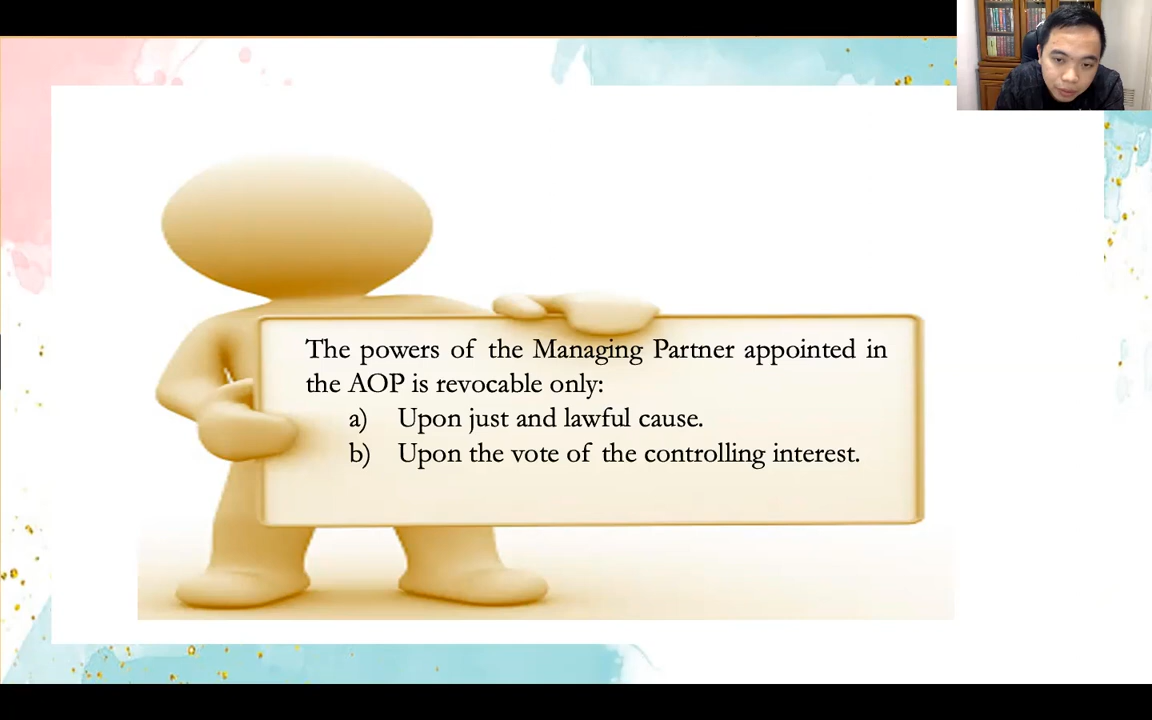 The powers of the Managing Partner appointed in
the AOP is revocable only:
a) Upon just and lawful cause.
b) Upon the vote of the controlling interest.